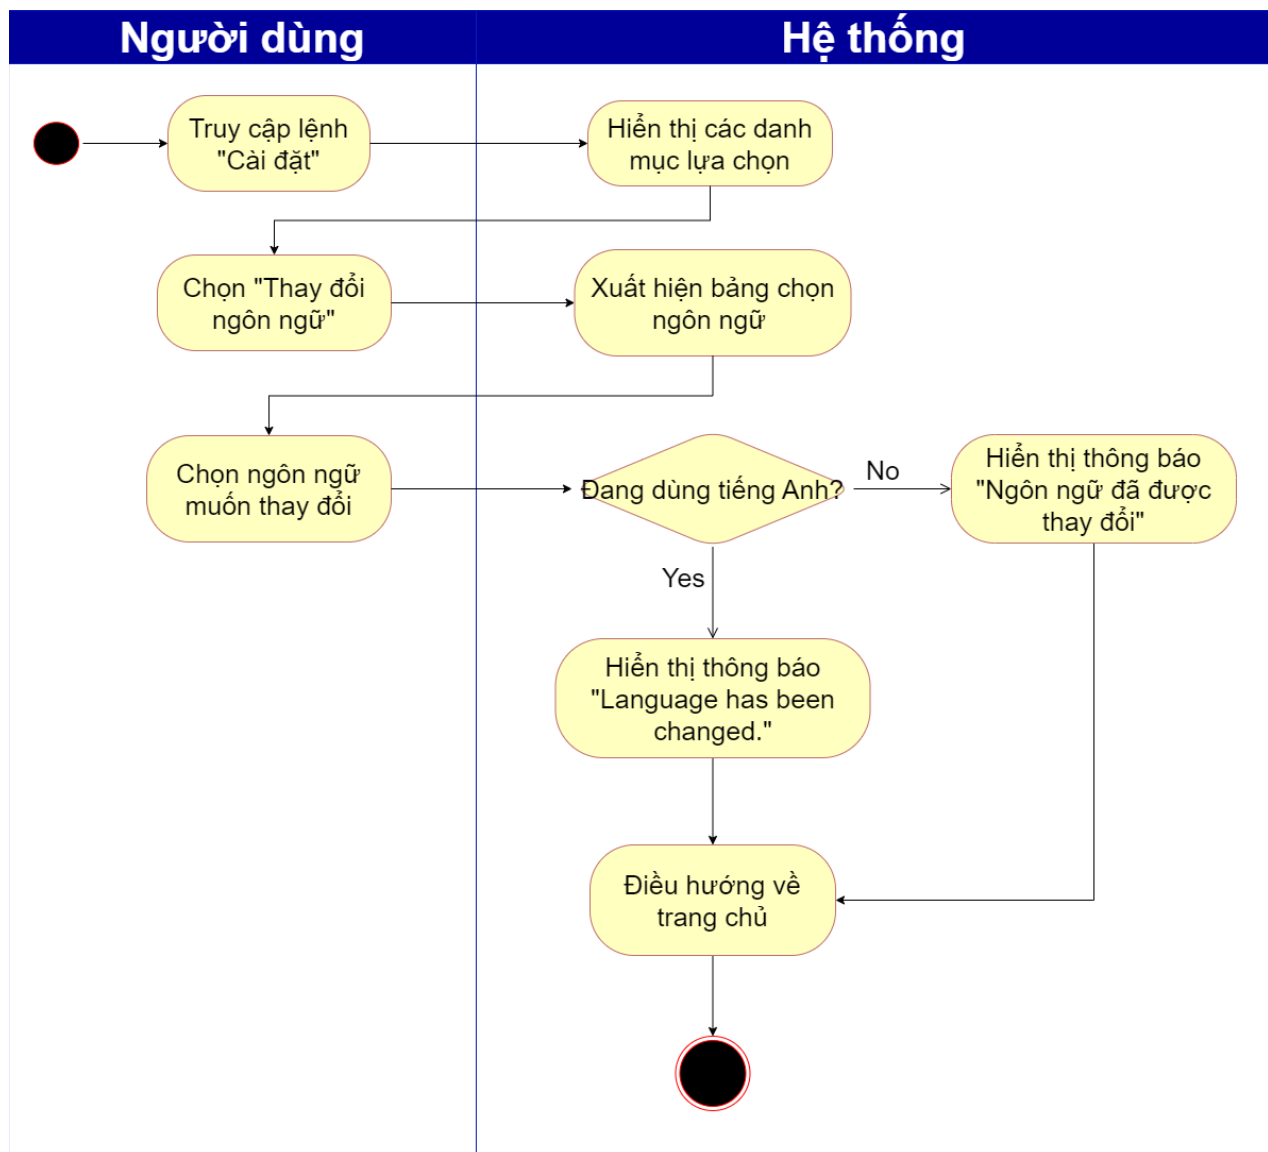 Người dùng
Hệ thống
Truy cập lệnh
"Cài đặt"
Hiển thị các danh
mục lựa chọn
Chọn "Thay đổi
ngôn ngữ"
Xuất hiện bảng chọn
ngôn ngữ
Chọn ngôn ngữ
muốn thay đổi
Đang dùng tiếng Anh?
No
Hiển thị thông báo
"Ngôn ngữ đã được
thay đổi"
Yes
Hiển thị thông báo
"Language has been
changed."
Điều hướng về
trang chủ